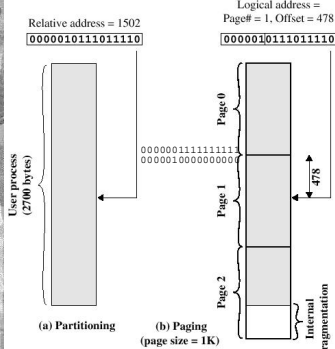 Relative address = 1502
0000010111011110
User process
(2700 bytes)
(a) Partitioning
Logical address =
Page# = 1, Offset = 478
0000010111011110
0000001111111111
0000010000000000
Page 0
Page 1
Page 2
478
Internal
fragmentation
(b) Paging
(page size = 1K)